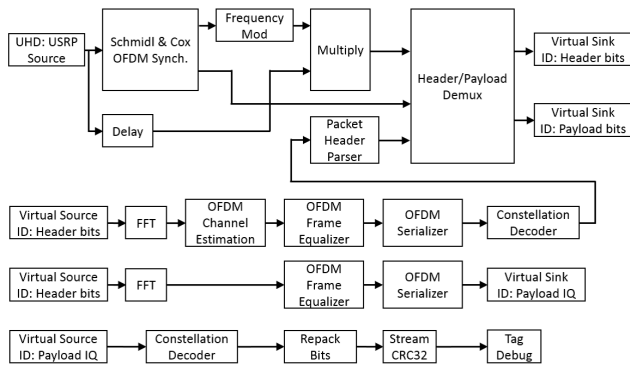 Frequency
Mod
UHD: USRP
Source
Schmidl & Cox
OFDM Synch.
Multiply
Header/Payload
Demux
Virtual Sink
ID: Header bits
Delay
Packet
Header
Parser
Virtual Sink
ID: Payload bits
Virtual Source
ID: Header bits
FFT
OFDM
Channel
Estimation
OFDM
Frame
Equalizer
OFDM
Serializer
Constellation
Decoder
Virtual Source
ID: Header bits
FFT
OFDM
Frame
Equalizer
OFDM
Serializer
Virtual Sink
ID: Payload IQ
Virtual Source
ID: Payload IQ
Constellation
Decoder
Repack
Bits
Stream
CRC32
Tag
Debug